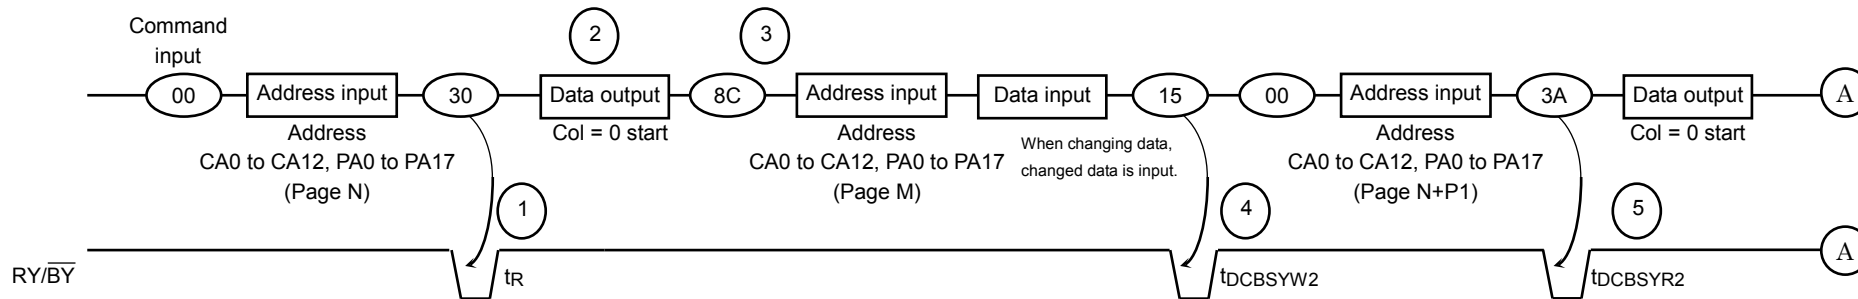 Command
input
2
3
00
Address input
30
Data output
8C
Address input
Data input
15
00
Address input
3A
Data output
A
Address
CA0 to CA12, PA0 to PA17
(Page N)
Col = 0 start
Address
CA0 to CA12, PA0 to PA17
(Page M)
When changing data,
changed data is input.
Address
CA0 to CA12, PA0 to PA17
(Page N+P1)
Col = 0 start
1
4
5
RY/BY
tR
tDCBSYW2
tDCBSYR2
A